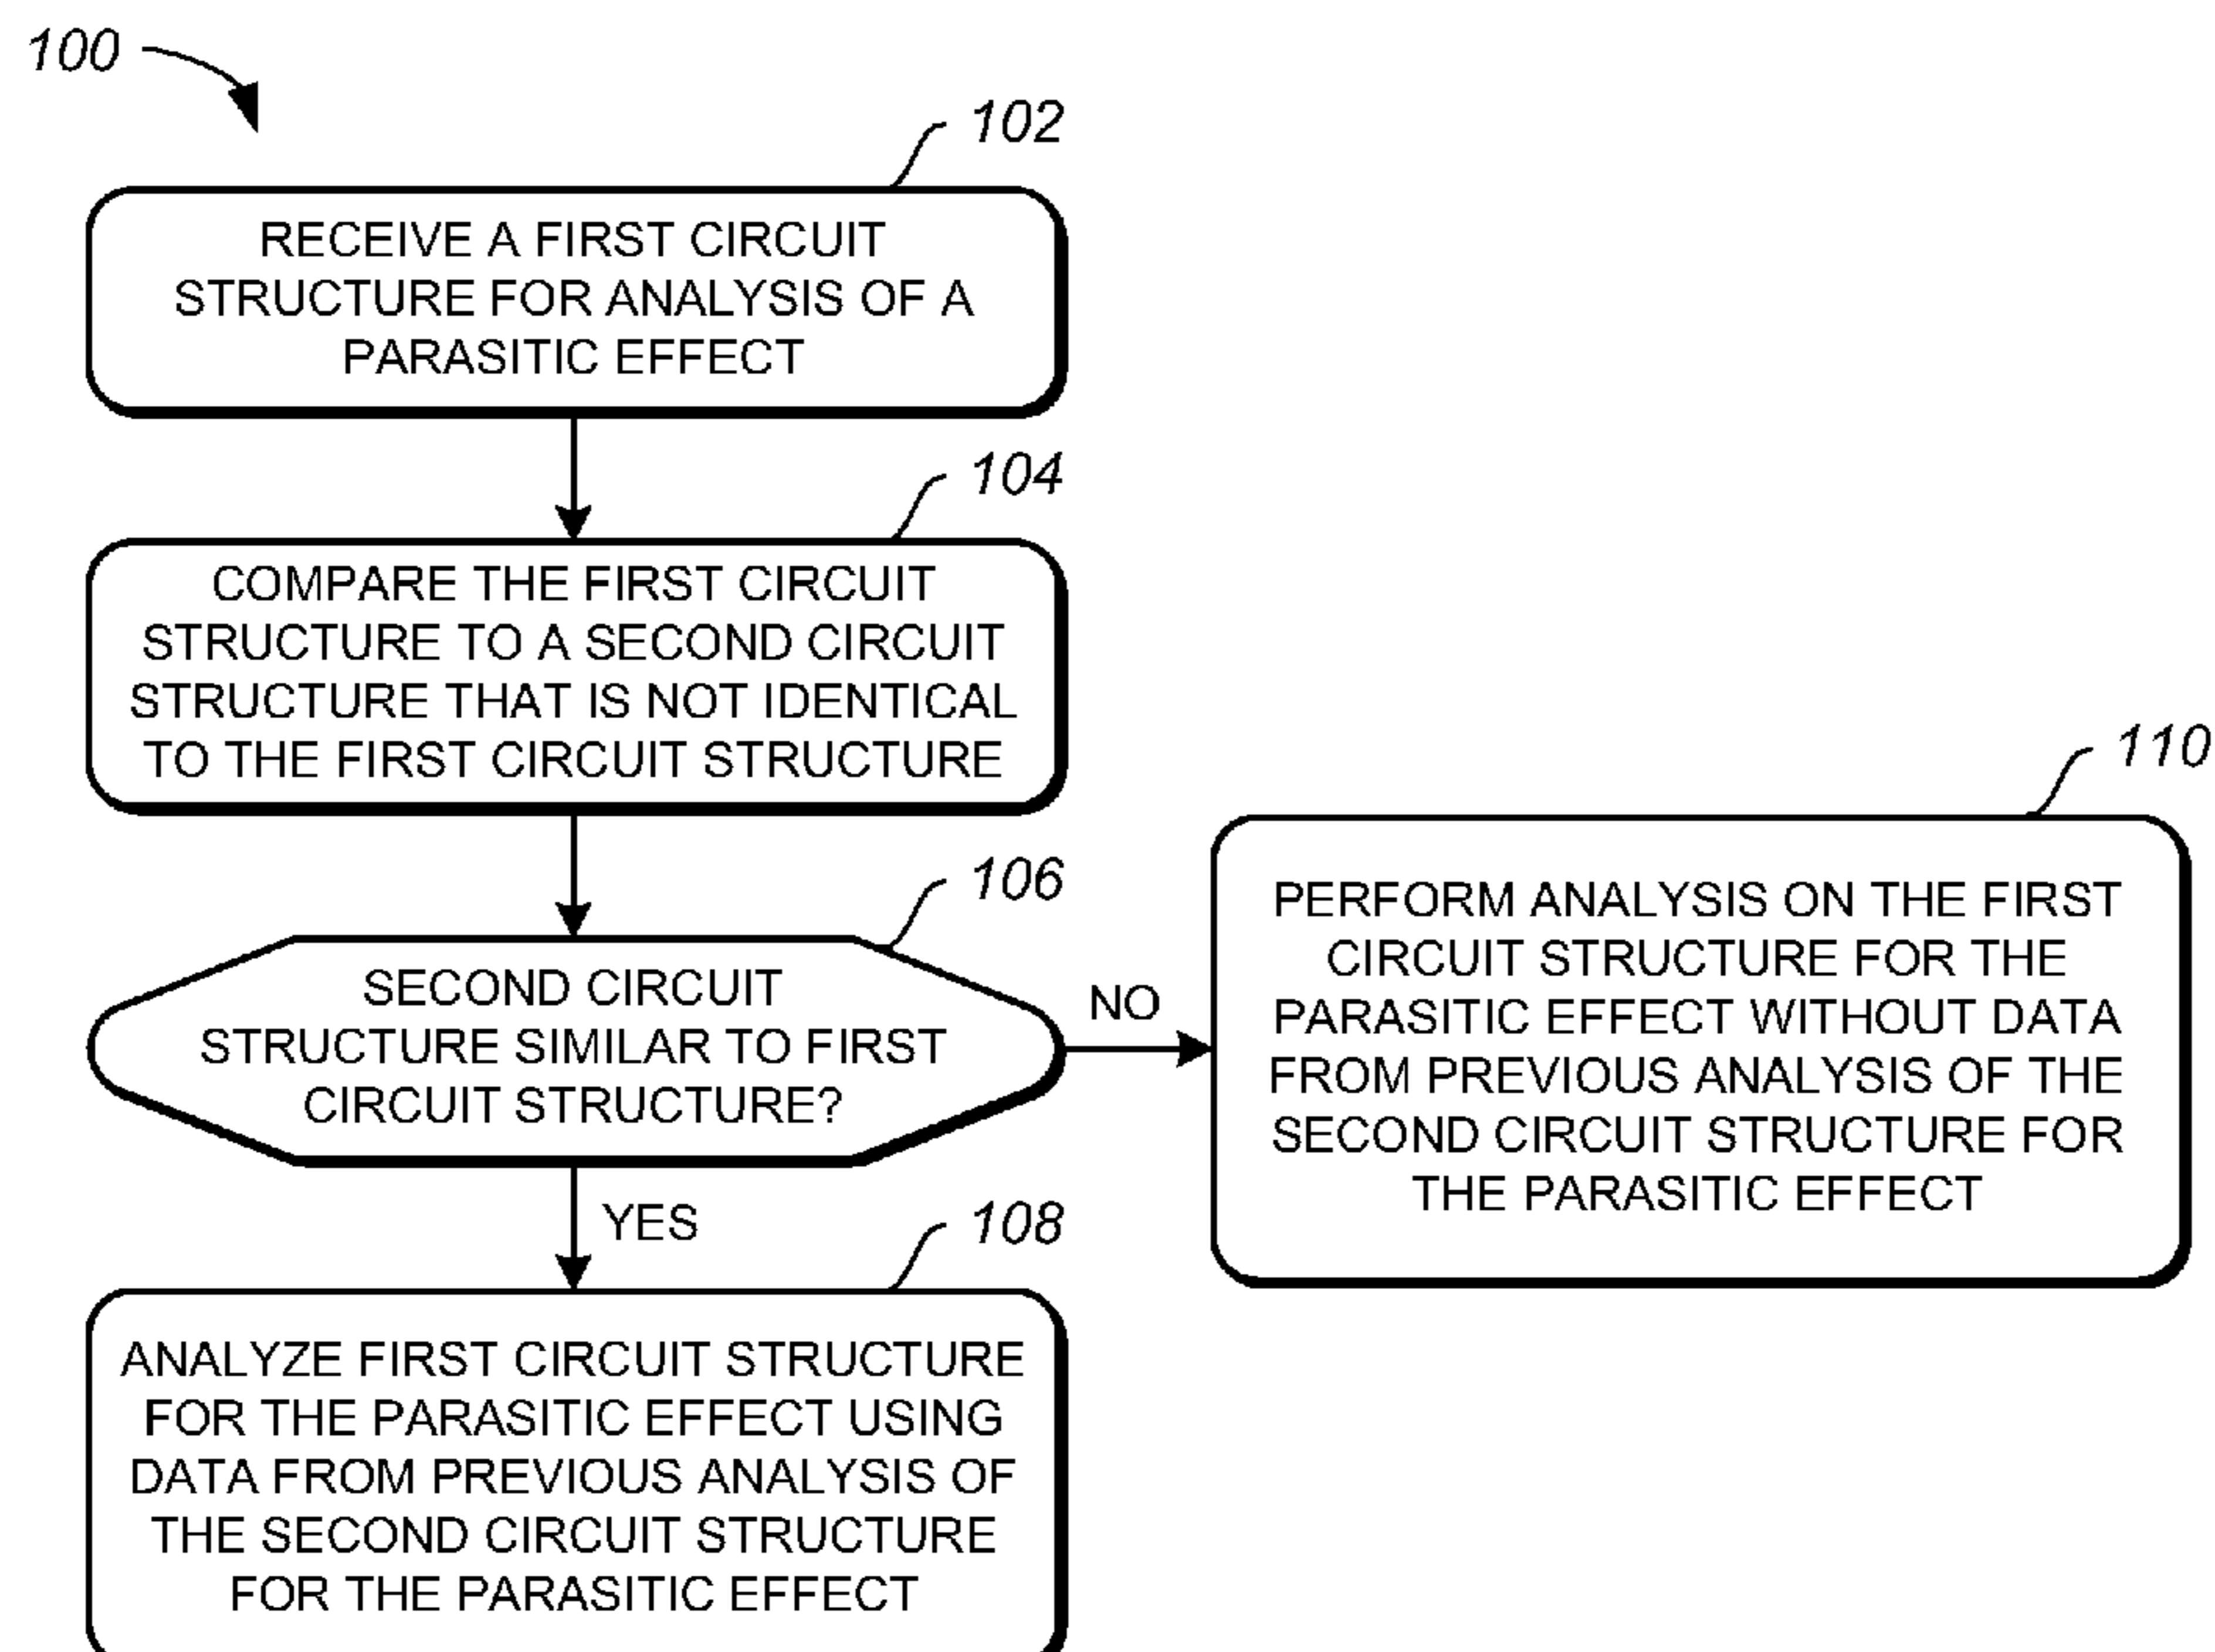 100
102
RECEIVE A FIRST CIRCUIT
STRUCTURE FOR ANALYSIS OF A
PARASITIC EFFECT
104
COMPARE THE FIRST CIRCUIT
STRUCTURE TO A SECOND CIRCUIT
STRUCTURE THAT IS NOT IDENTICAL
TO THE FIRST CIRCUIT STRUCTURE
106
SECOND CIRCUIT
STRUCTURE SIMILAR TO FIRST
CIRCUIT STRUCTURE?
NO
110
PERFORM ANALYSIS ON THE FIRST
CIRCUIT STRUCTURE FOR THE
PARASITIC EFFECT WITHOUT DATA
FROM PREVIOUS ANALYSIS OF THE
SECOND CIRCUIT STRUCTURE FOR
THE PARASITIC EFFECT
YES
108
ANALYZE FIRST CIRCUIT STRUCTURE
FOR THE PARASITIC EFFECT USING
DATA FROM PREVIOUS ANALYSIS OF
THE SECOND CIRCUIT STRUCTURE
FOR THE PARASITIC EFFECT